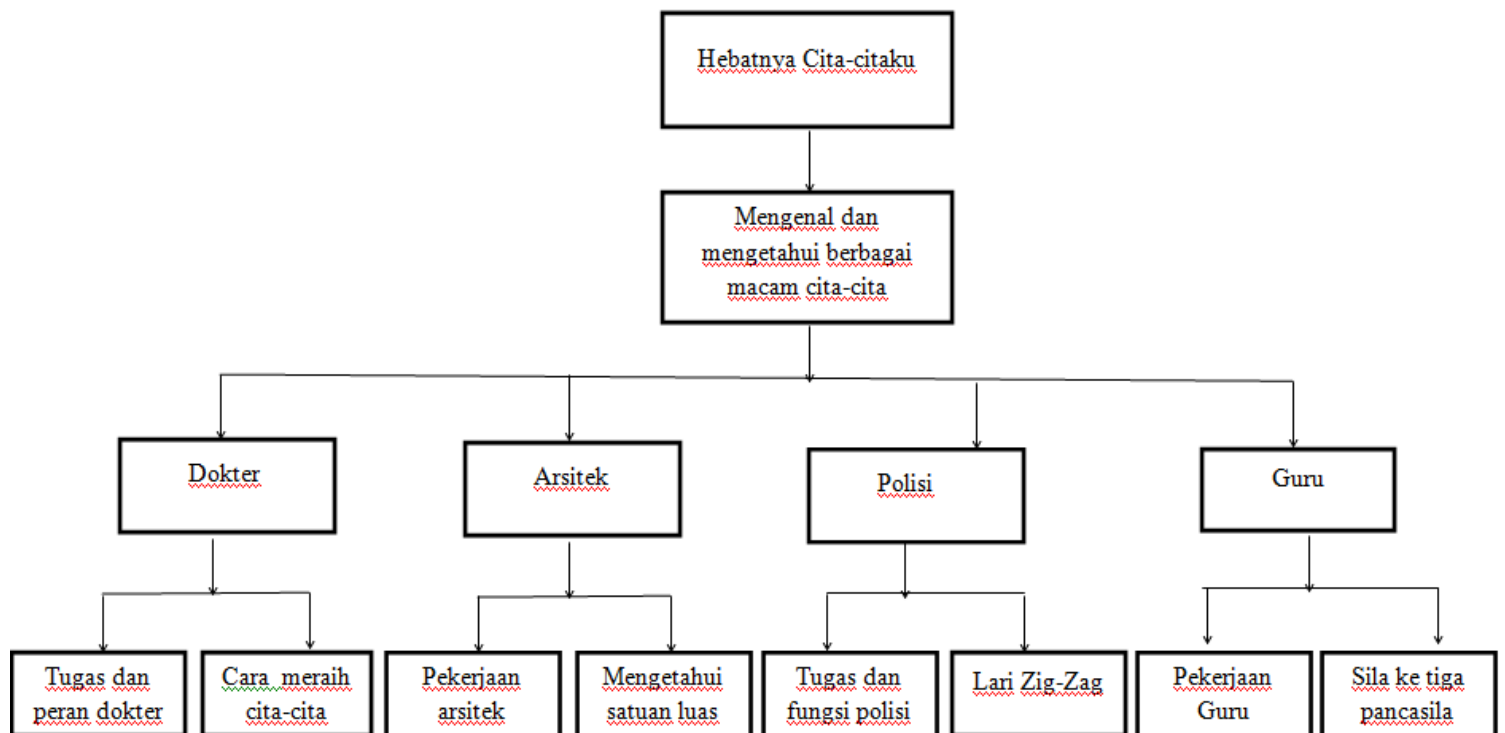 Hebatnya Cita-citaku
Mengenal dan
mengetahui berbagai
macam cita-cita
Dokter
Arsitek
Polisi
Guru
Tugas dan
peran dokter
Cara meraih
cita-cita
Pekerjaan
arsitek
Mengetahui
satuan luas
Tugas dan
fungsi polisi
Lari Zig-Zag
Pekerjaan
Guru
Sila ke tiga
pancasila